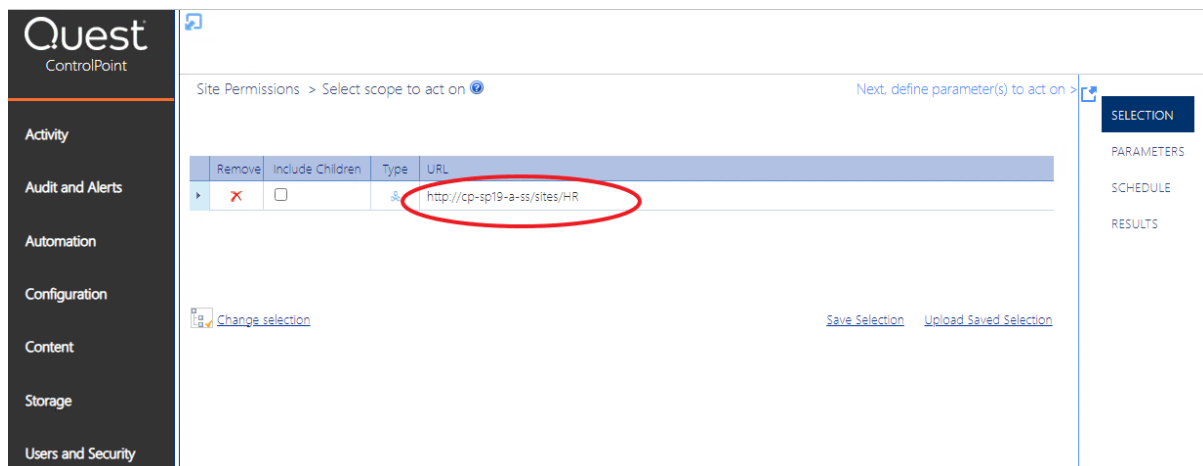 Quest
ControlPoint
Site Permissions > Select scope to act on
Next, define parameter(s) to act on >
SELECTION
PARAMETERS
SCHEDULE
RESULTS
Activity
Audit and Alerts
Automation
Configuration
Content
Storage
Users and Security
Remove Include Children Type URL
http://cp-sp19-a-ss/sites/HR
Change selection
Save Selection Upload Saved Selection